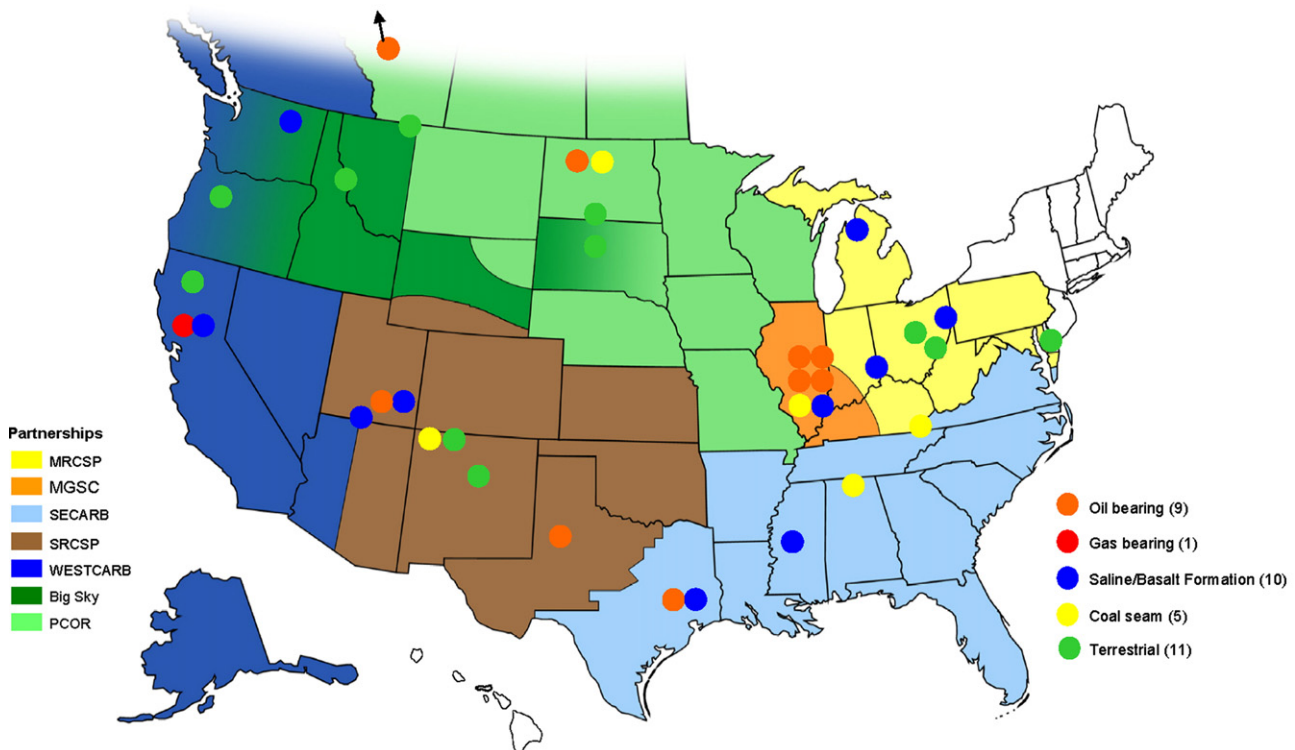 Partnerships
MRCSP
MGSC
SECARB
SRCSP
WESTCARB
Big Sky
PCOR
Oil bearing (9)
Gas bearing (1)
Saline/Basalt Formation (10)
Coal seam (5)
Terrestrial (11)